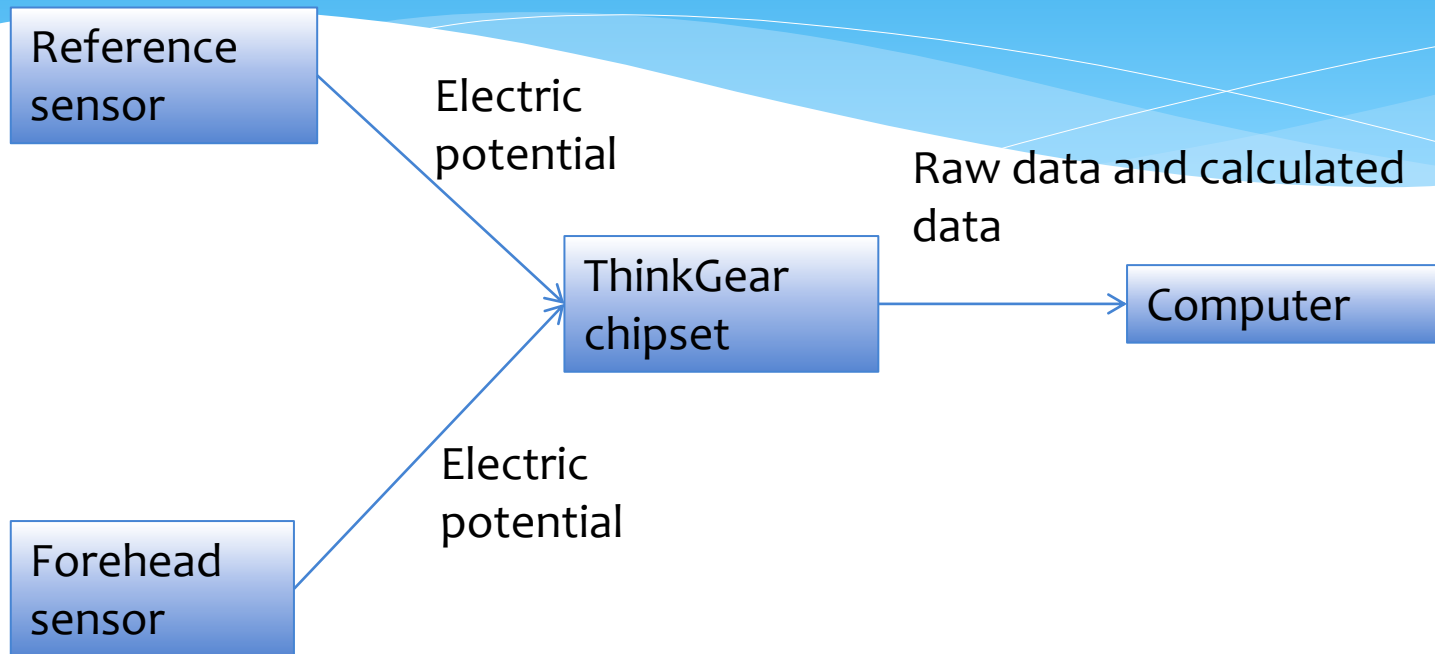 Reference
sensor
Electric
potential
Raw data and calculated
data
ThinkGear
chipset
Computer
Electric
potential
Forehead
sensor